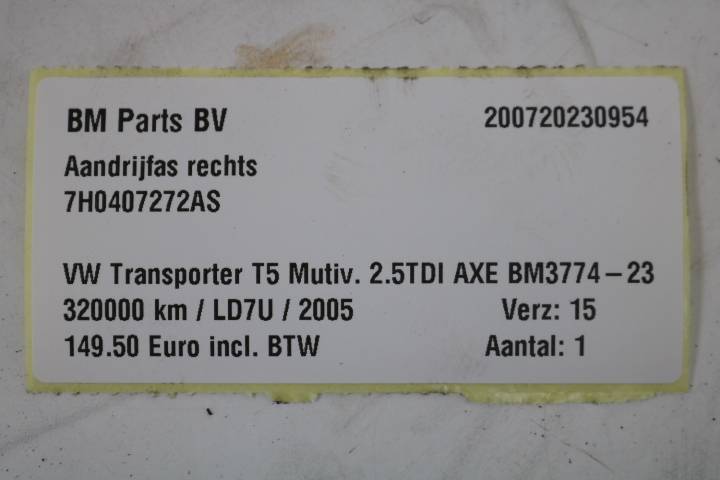 BM Parts BV 200720230954
Aandrijfas rechts
7H0407272AS
VW Transporter T5 Mutiv. 2.5TDI AXE BM3774-23
320000 km / LD7U / 2005 Verz: 15
149.50 Euro incl. BTW Aantal: 1